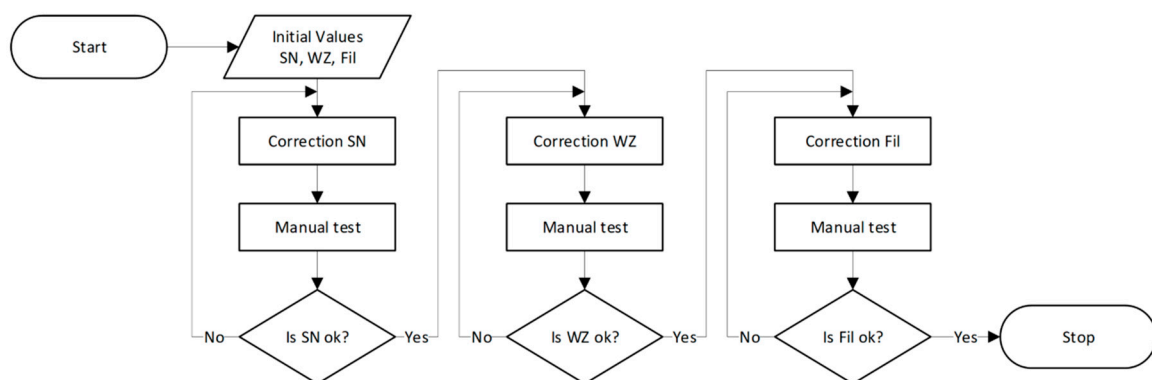 Start
Initial Values
SN, WZ, Fil
Correction SN
Manual test
No
Is SN ok?
Yes
Correction WZ
Manual test
No
Is WZ ok?
Yes
Correction Fil
Manual test
No
Is Fil ok?
Yes
Stop